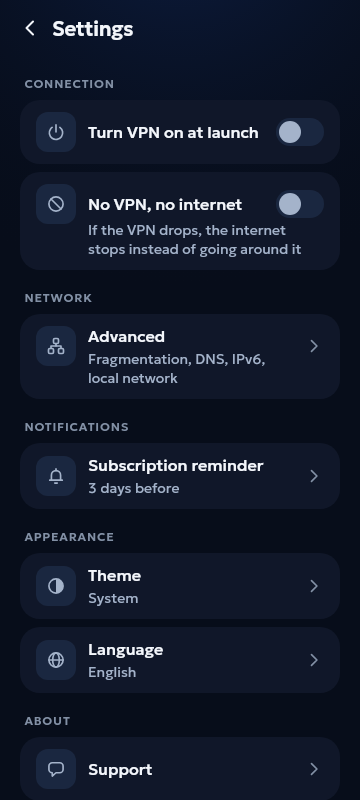 Settings
CONNECTION
Turn VPN on at launch
No VPN, no internet
If the VPN drops, the internet
stops instead of going around it
NETWORK
Advanced
Fragmentation, DNS, IPv6,
local network
NOTIFICATIONS
Subscription reminder
3 days before
APPEARANCE
Theme
System
Language
English
ABOUT
Support